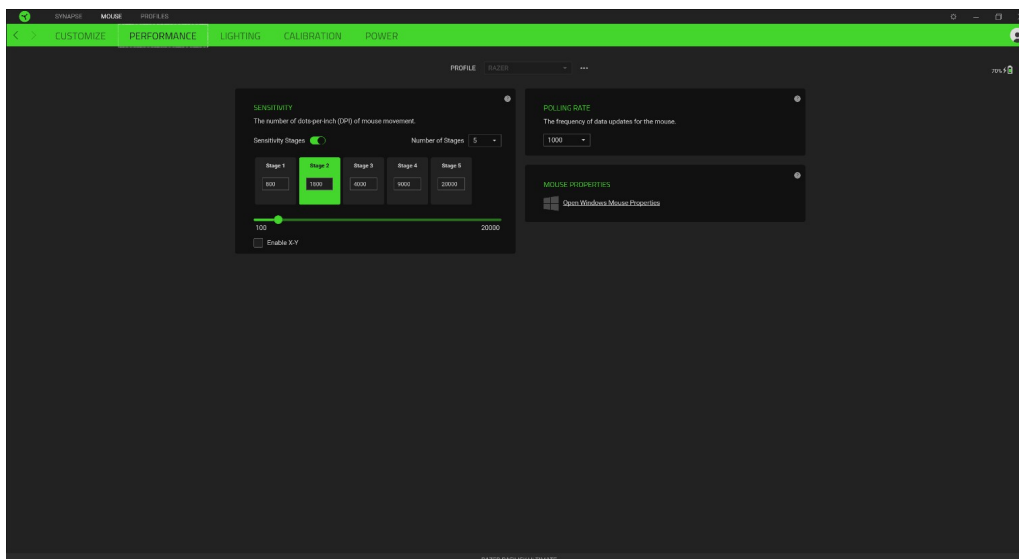 SYNAPSE MOUSE PROFILES
CUSTOMIZE PERFORMANCE LIGHTING CALIBRATION POWER
PROFILE RAZER
70%
SENSITIVITY
The number of dots-per-inch (DPI) of mouse movement.
Sensitivity Stages Number of Stages 5
Stage 1 Stage 2 Stage 3 Stage 4 Stage 5
800 1800 6000 9000 20000
100 20000
Enable X-Y
POLLING RATE
The frequency of data updates for the mouse.
1000
MOUSE PROPERTIES
Open Windows Mouse Properties